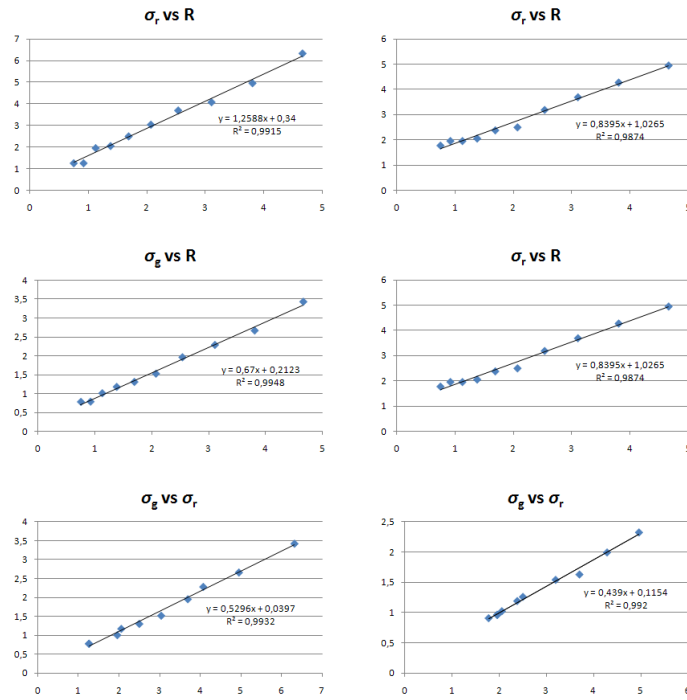 σr vs R
7
6
5
4
3
2
1
0
y = 1,2588x + 0,34
R² = 0,9915
0 1 2 3 4 5
σr vs R
6
5
4
3
2
1
0
y = 0,8395x + 1,0265
R² = 0,9874
0 1 2 3 4 5
σg vs R
4
3,5
3
2,5
2
1,5
1
0,5
0
y = 0,67x + 0,2123
R² = 0,9948
0 1 2 3 4 5
σr vs R
6
5
4
3
2
1
0
y = 0,8395x + 1,0265
R² = 0,9874
0 1 2 3 4 5
σg vs σr
4
3,5
3
2,5
2
1,5
1
0,5
0
y = 0,5296x + 0,0397
R² = 0,9932
0 1 2 3 4 5 6 7
σg vs σr
2,5
2
1,5
1
0,5
0
y = 0,439x + 0,1154
R² = 0,992
0 1 2 3 4 5 6